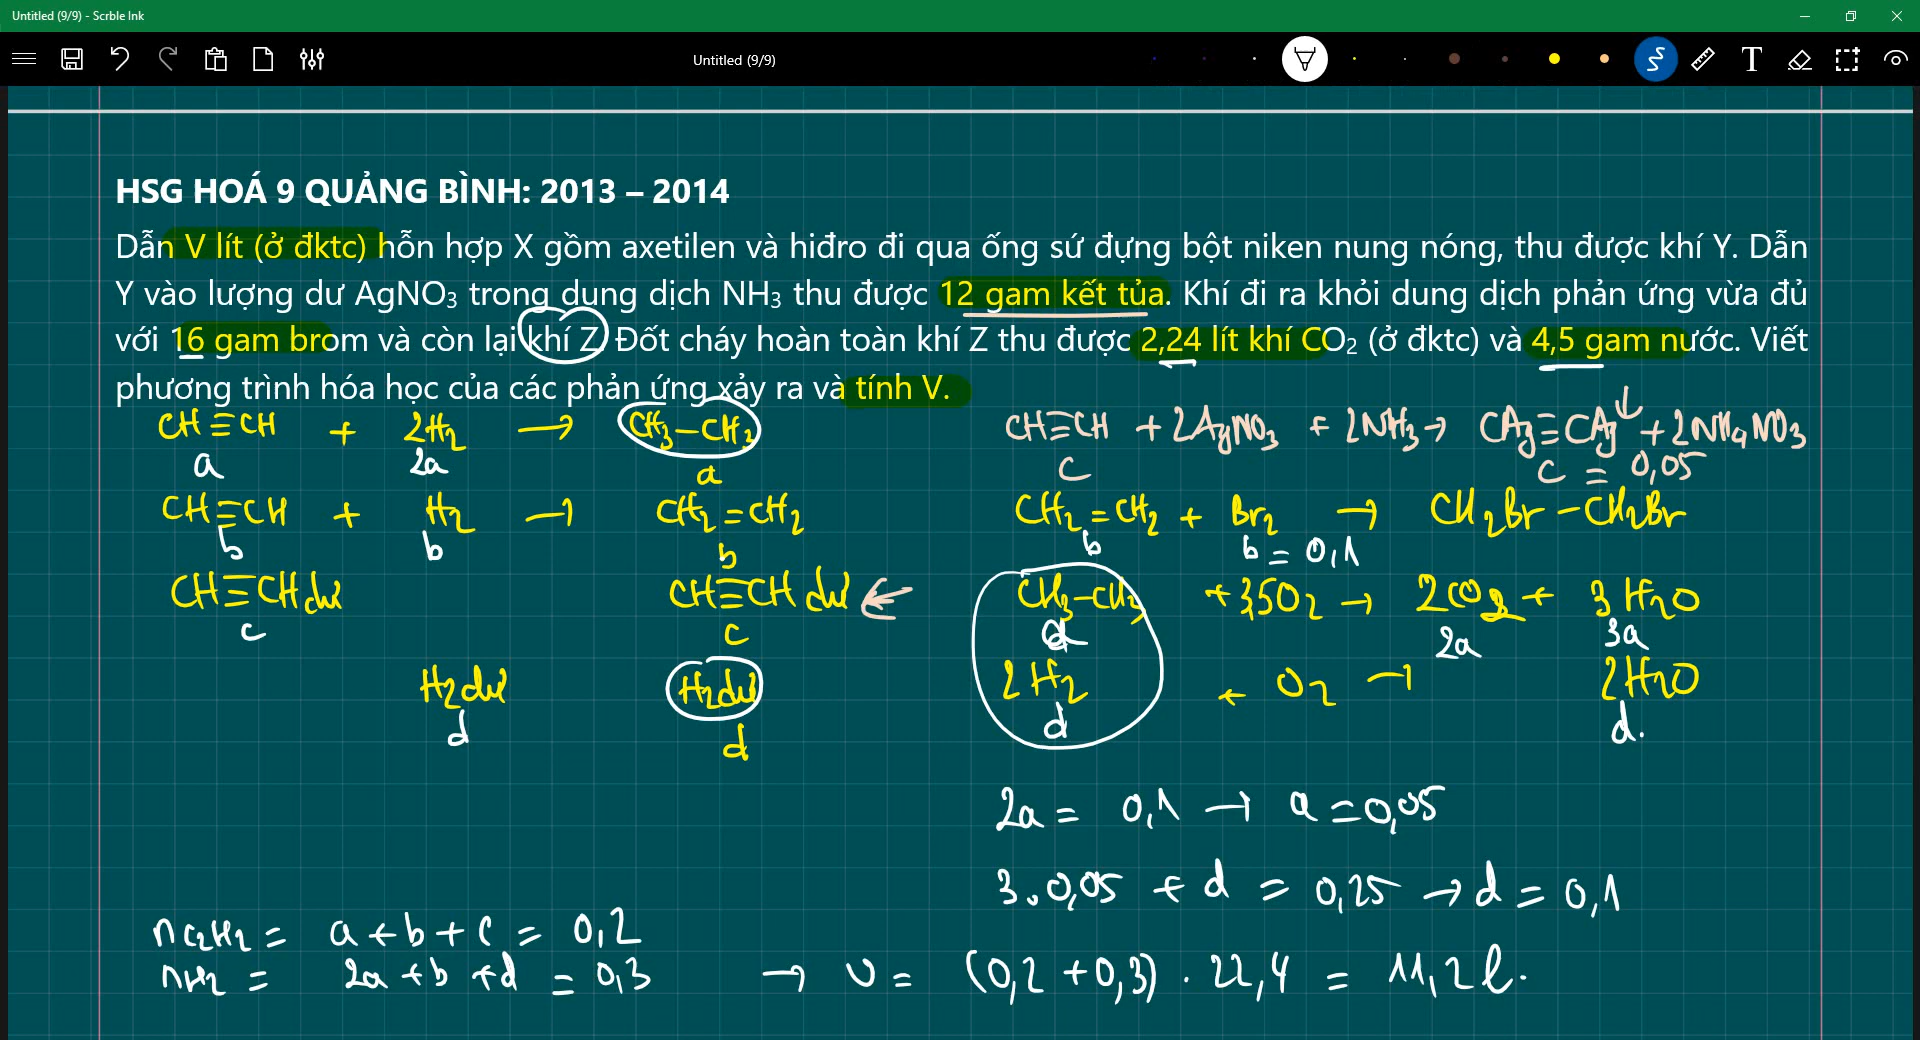 Untitled (9/9) - Scrble Ink
Untitled (9/9)
HSG HOÁ 9 QUẢNG BÌNH: 2013 – 2014
Dẫn V lít (ở đktc) hỗn hợp X gồm axetilen và hiđro đi qua ống sứ đựng bột niken nung nóng, thu được khí Y. Dẫn
Y vào lượng dư AgNO₃ trong dung dịch NH₃ thu được 12 gam kết tủa. Khí đi ra khỏi dung dịch phản ứng vừa đủ
với 16 gam brom và còn lại khí Z. Đốt cháy hoàn toàn khí Z thu được 2,24 lít khí CO₂ (ở đktc) và 4,5 gam nước. Viết
phương trình hóa học của các phản ứng xảy ra và tính V.
CH≡CH + 2H₂ → CH₃–CH₃
a 2a a
CH≡CH + H₂ → CH₂=CH₂
b b b
CH≡CH dư CH≡CH dư
c c
H₂ dư H₂ dư
d d
CH≡CH + 2AgNO₃ + 2NH₃ → CAg≡CAg↓ + 2NH₄NO₃
c c = 0,05
CH₂=CH₂ + Br₂ → CH₂Br–CH₂Br
b b = 0,1
CH₃–CH₃ + 3,5O₂ → 2CO₂ + 3H₂O
a 2a 3a
2H₂ + O₂ → 2H₂O
d d.
2a = 0,1 → a = 0,05
3.0,05 + d = 0,25 → d = 0,1
nC₂H₂ = a + b + c = 0,2
nH₂ = 2a + b + d = 0,3 → V = (0,2 + 0,3) . 22,4 = 11,2 l.